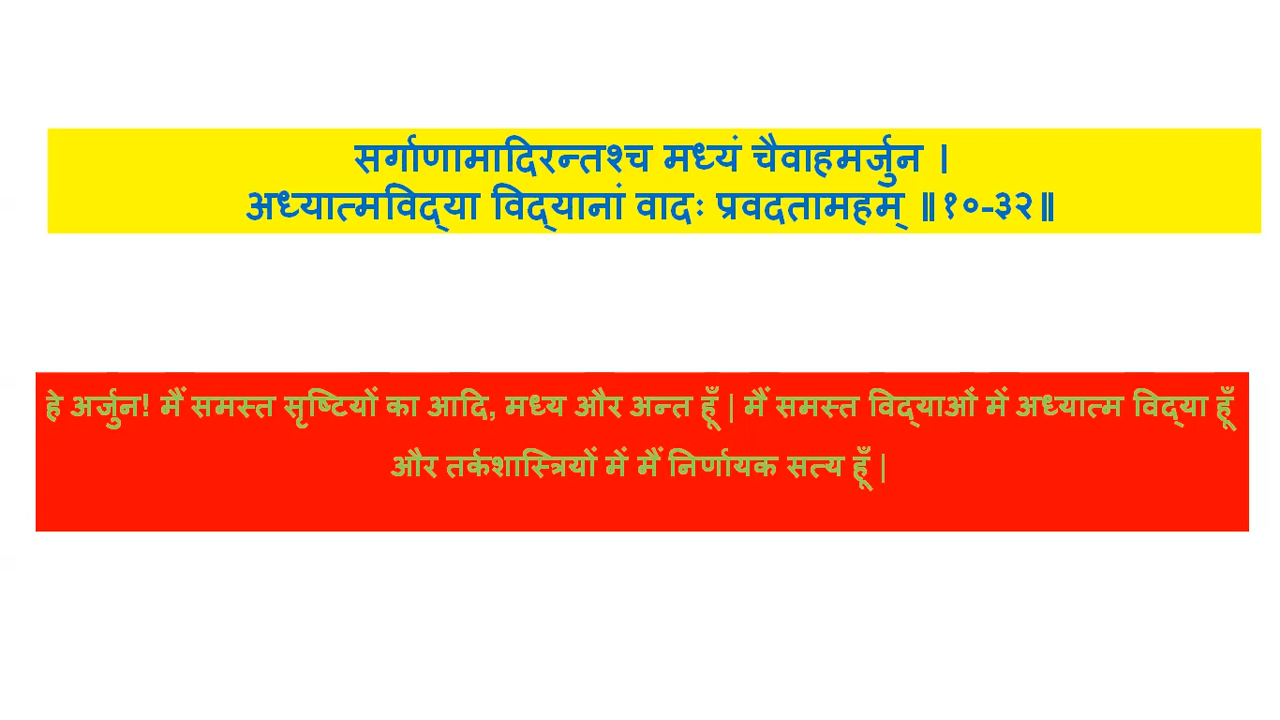 सर्गाणामादिरन्तश्च मध्यं चैवाहमर्जुन ।
अध्यात्मविद्या विद्यानां वादः प्रवदतामहम् ॥१०-३२॥
हे अर्जुन! मैं समस्त सृष्टियों का आदि, मध्य और अन्त हूँ | मैं समस्त विद्याओं में अध्यात्म विद्या हूँ
और तर्कशास्त्रियों में मैं निर्णायक सत्य हूँ |